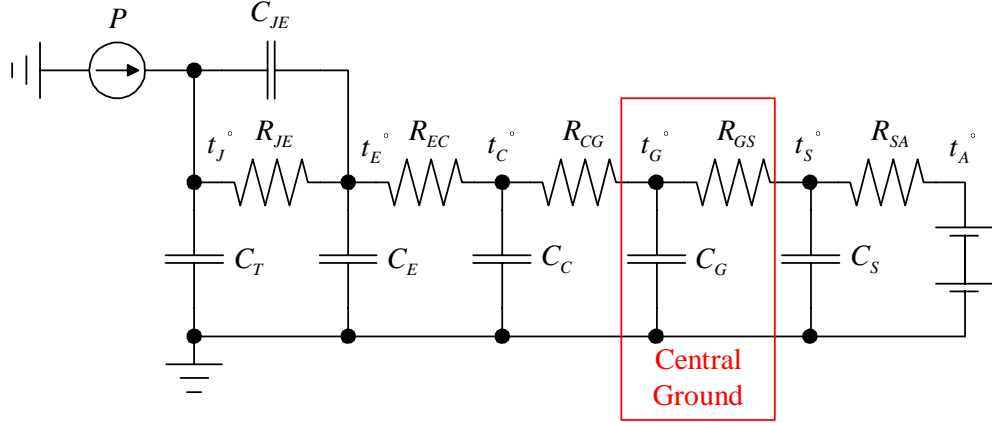 P
C_JE
t_J°
R_JE
t_E°
R_EC
t_C°
R_CG
t_G°
R_GS
t_S°
R_SA
t_A°
C_T
C_E
C_C
C_G
C_S
Central
Ground